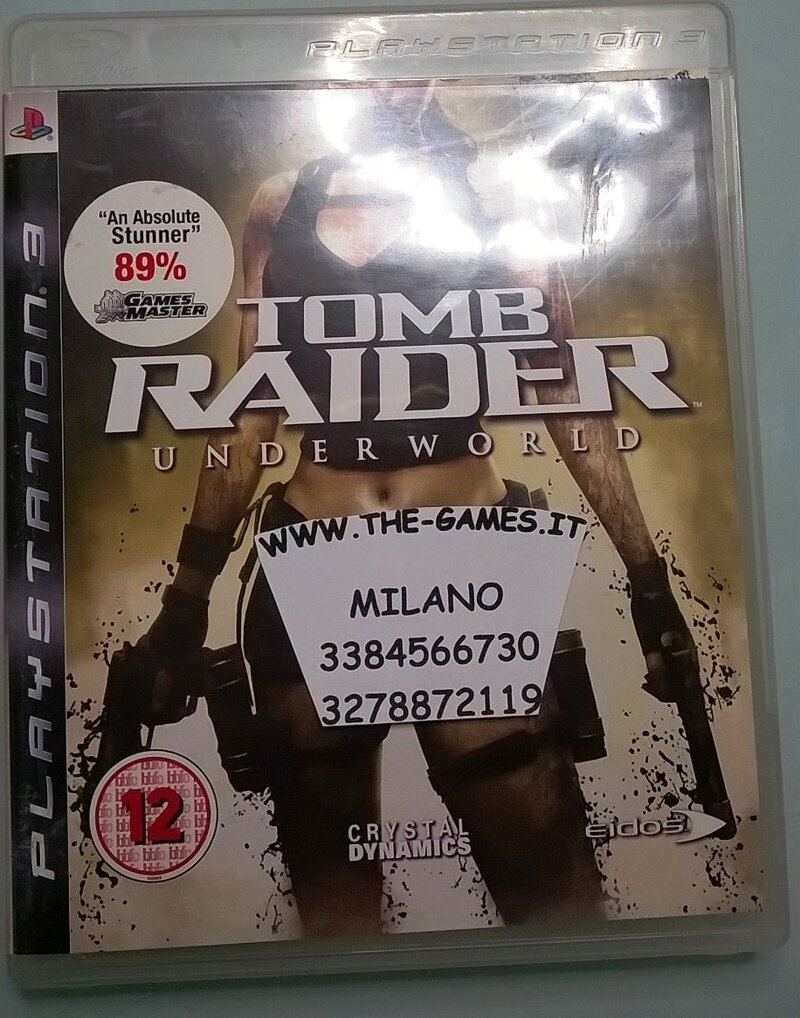 PLAYSTATION 3
PLAYSTATION 3
"An Absolute
Stunner"
89%
GAMES
MASTER
TOMB
RAIDER™
UNDERWORLD
WWW.THE-GAMES.IT
MILANO
3384566730
3278872119
12
CRYSTAL
DYNAMICS
eidos